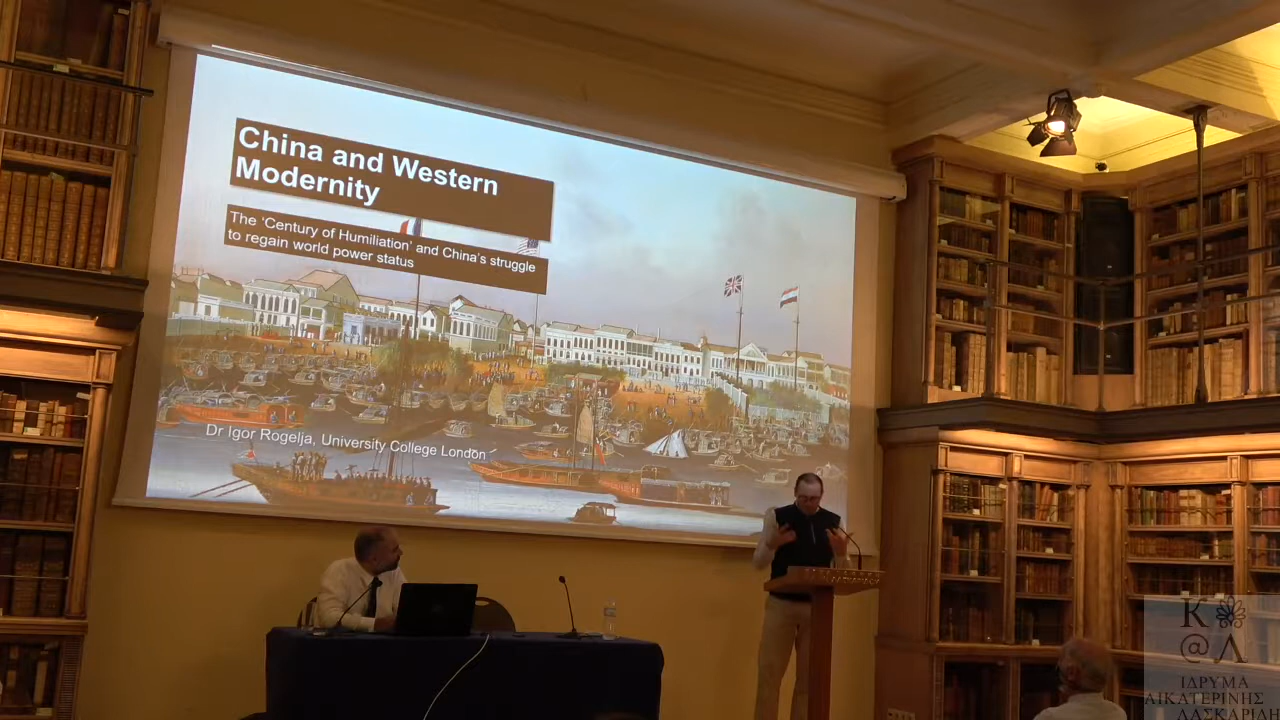 China and Western
Modernity
The 'Century of Humiliation' and China's struggle
to regain world power status
Dr Igor Rogelja, University College London
Κ
@ Λ
ΙΔΡΥΜΑ
ΑΙΚΑΤΕΡΙΝΗΣ
ΛΑΣΚΑΡΙΔΗ